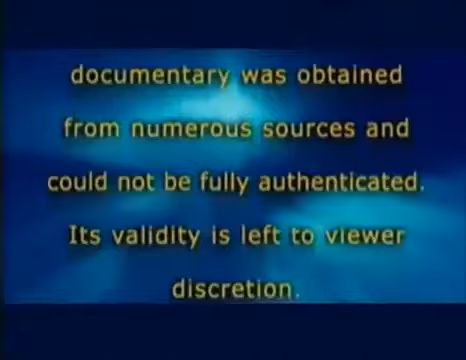 documentary was obtained
from numerous sources and
could not be fully authenticated.
Its validity is left to viewer
discretion.